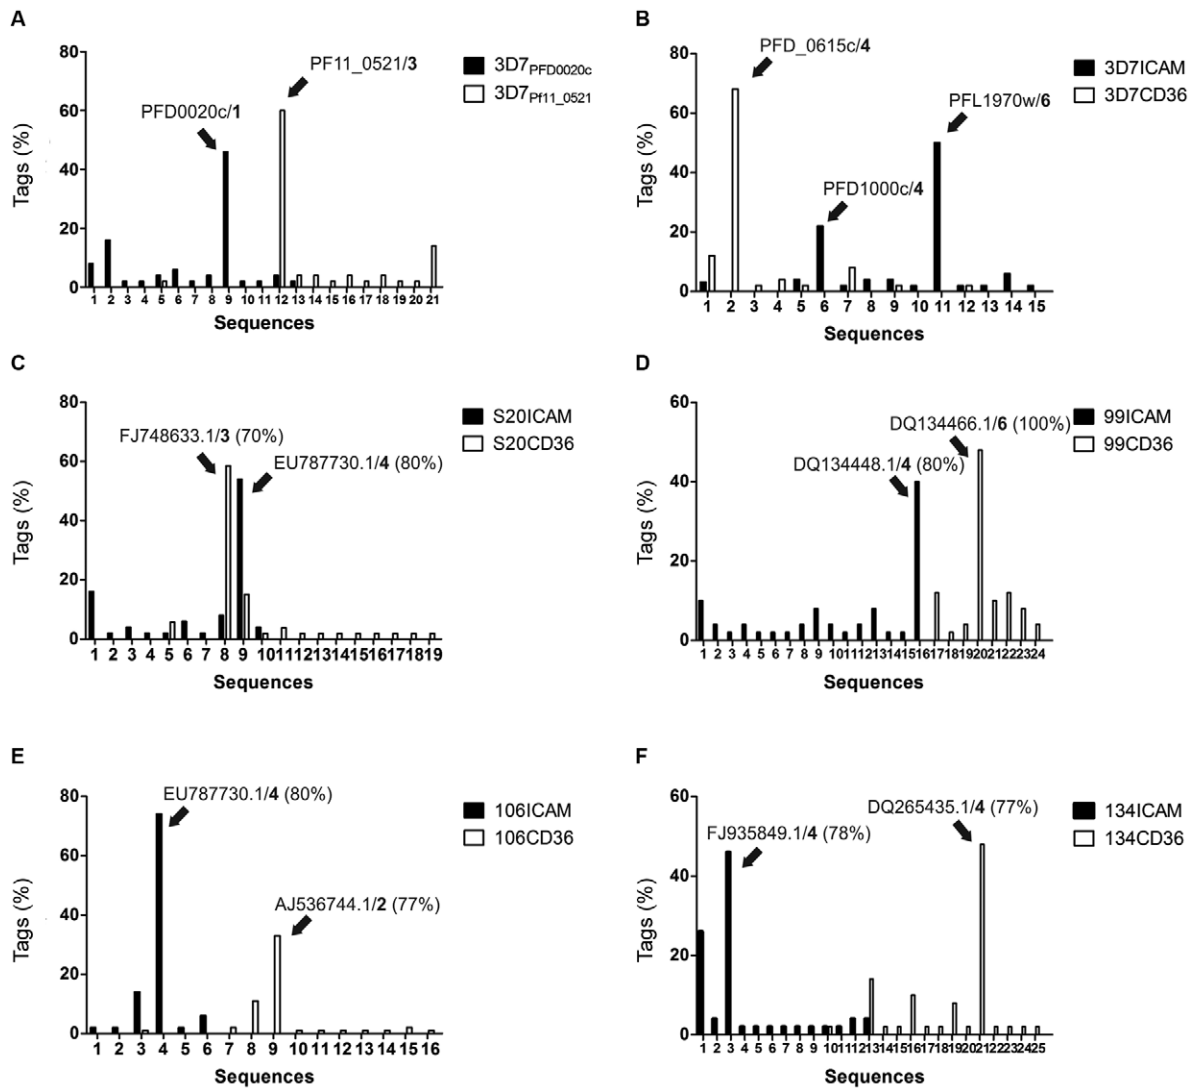 A
80
60
40
20
0
Tags (%)
PFD0020c/1
PF11_0521/3
3D7PFD0020c
3D7Pf11_0521
1 2 3 4 5 6 7 8 9 10 11 12 13 14 15 16 17 18 19 20 21
Sequences
B
80
60
40
20
0
Tags (%)
PFD_0615c/4
PFL1970w/6
PFD1000c/4
3D7ICAM
3D7CD36
1 2 3 4 5 6 7 8 9 10 11 12 13 14 15
Sequences
C
80
60
40
20
0
Tags (%)
FJ748633.1/3 (70%)
EU787730.1/4 (80%)
S20ICAM
S20CD36
1 2 3 4 5 6 7 8 9 10 11 12 13 14 15 16 17 18 19
Sequences
D
60
40
20
0
Tags (%)
DQ134466.1/6 (100%)
DQ134448.1/4 (80%)
99ICAM
99CD36
1 2 3 4 5 6 7 8 9 10 11 12 13 14 15 16 17 18 19 20 21 22 23 24
Sequences
E
80
60
40
20
0
Tags (%)
EU787730.1/4 (80%)
AJ536744.1/2 (77%)
106ICAM
106CD36
1 2 3 4 5 6 7 8 9 10 11 12 13 14 15 16
Sequences
F
60
40
20
0
Tags (%)
DQ265435.1/4 (77%)
FJ935849.1/4 (78%)
134ICAM
134CD36
1 2 3 4 5 6 7 8 9 10 11 12 13 14 15 16 17 18 19 20 21 22 23 24 25
Sequences